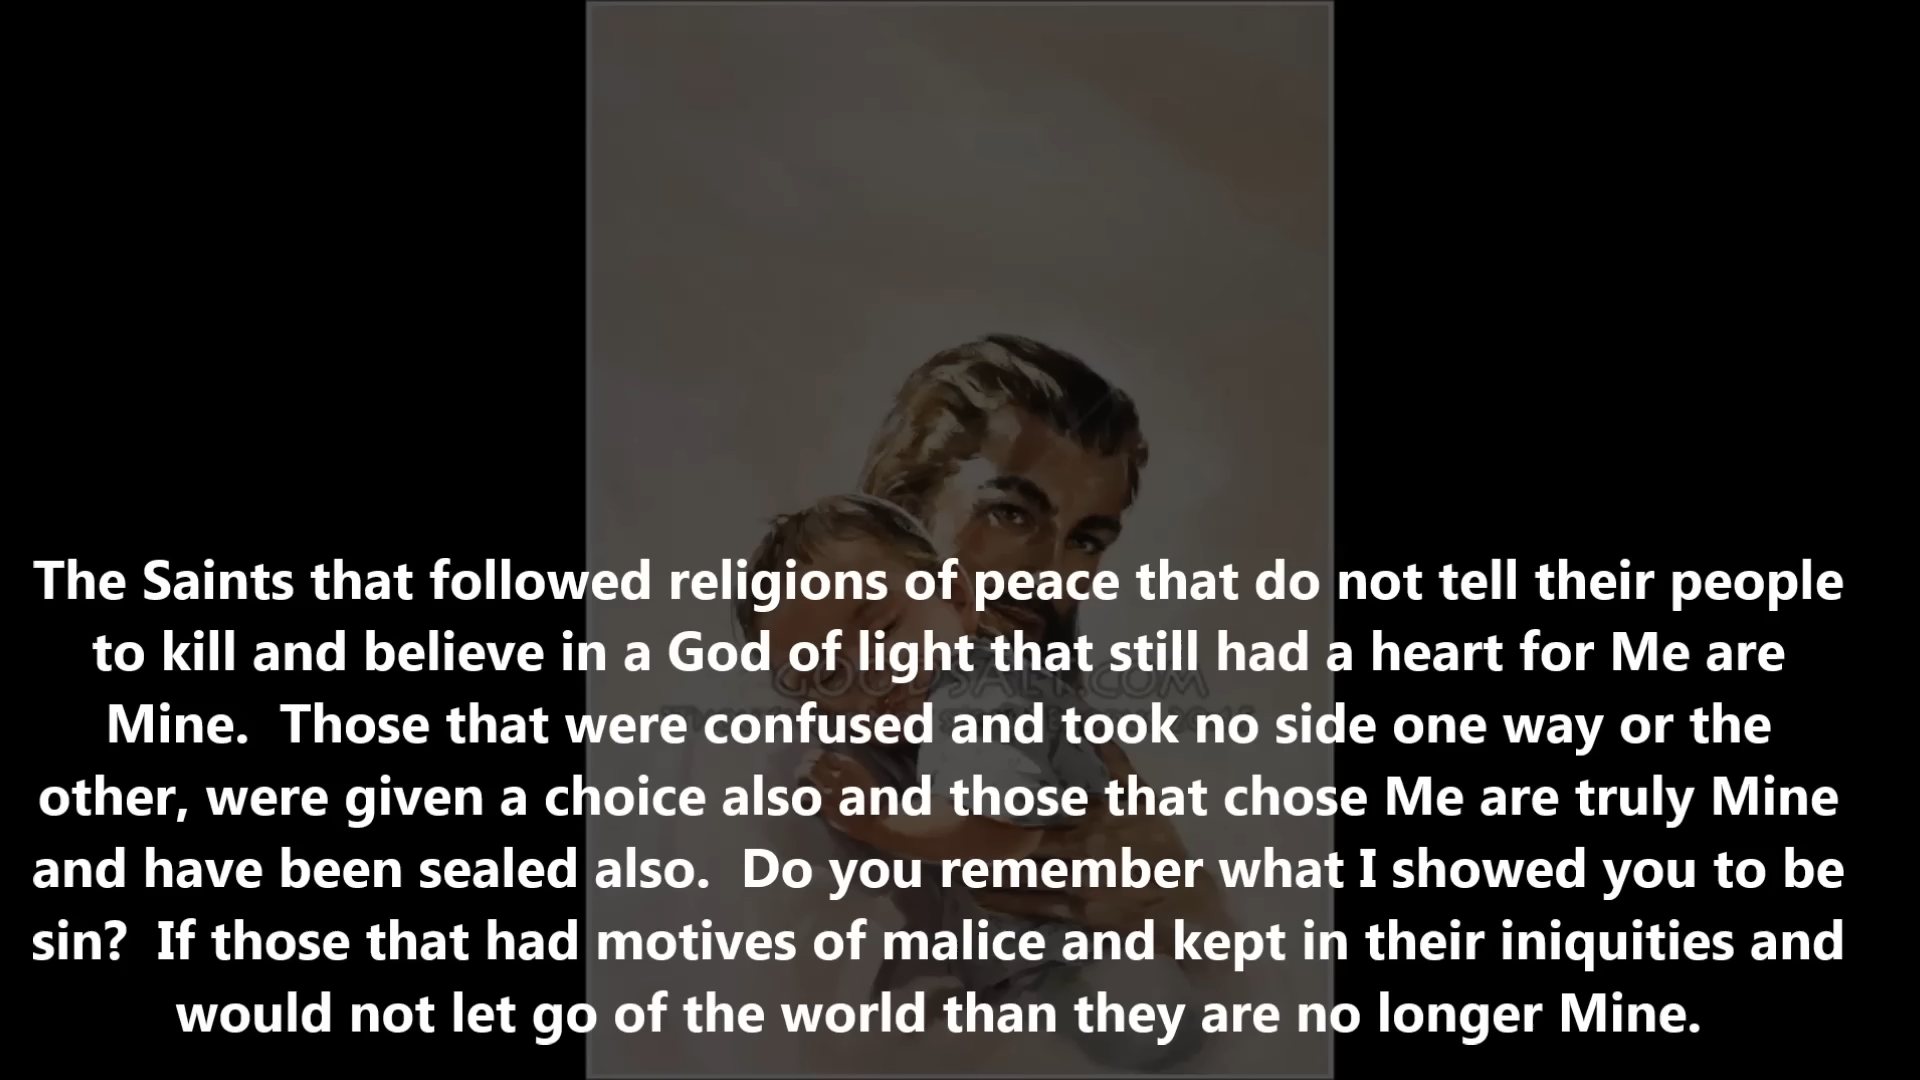 The Saints that followed religions of peace that do not tell their people
to kill and believe in a God of light that still had a heart for Me are
Mine.  Those that were confused and took no side one way or the
other, were given a choice also and those that chose Me are truly Mine
and have been sealed also.  Do you remember what I showed you to be
sin?  If those that had motives of malice and kept in their iniquities and
would not let go of the world than they are no longer Mine.
GOODSALT.COM